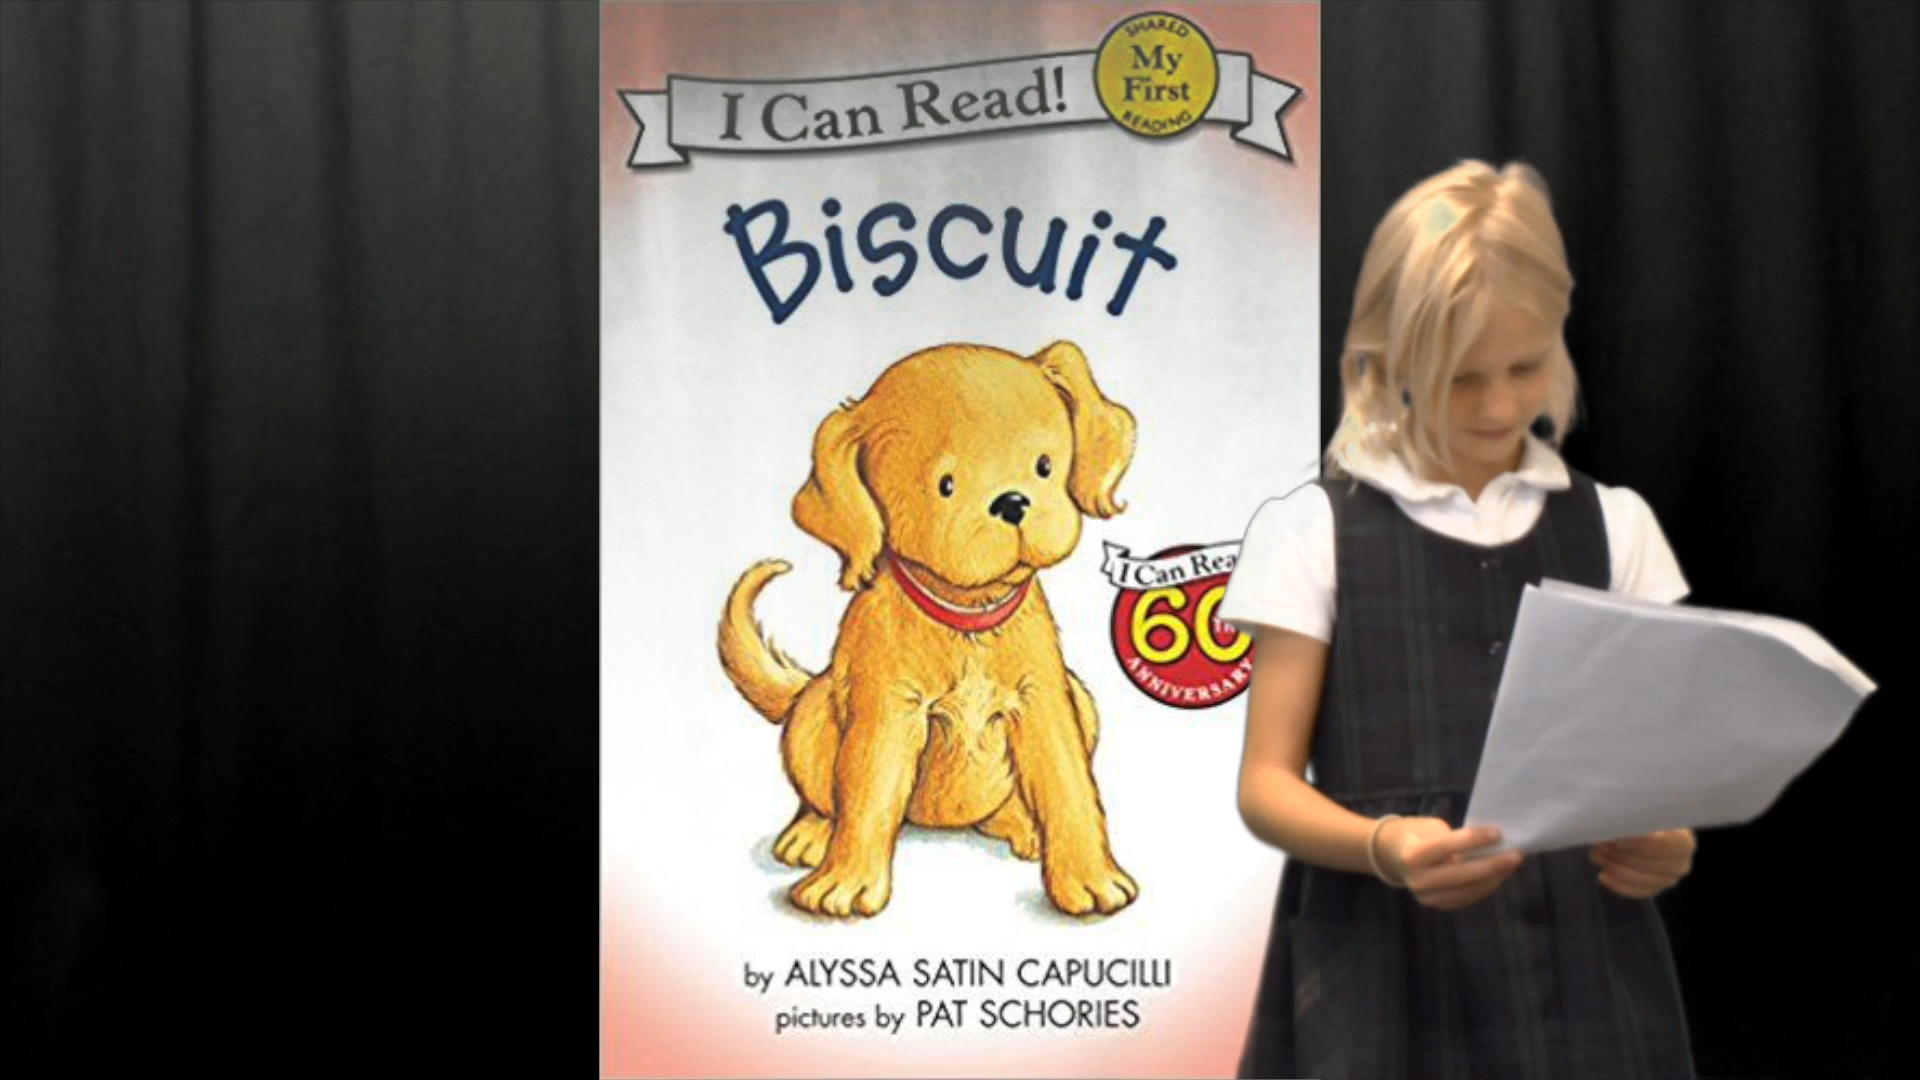 SHARED
My
First
READING
I Can Read!
Biscuit
I Can Rea
60
TH
ANNIVERSARY
by ALYSSA SATIN CAPUCILLI
pictures by PAT SCHORIES